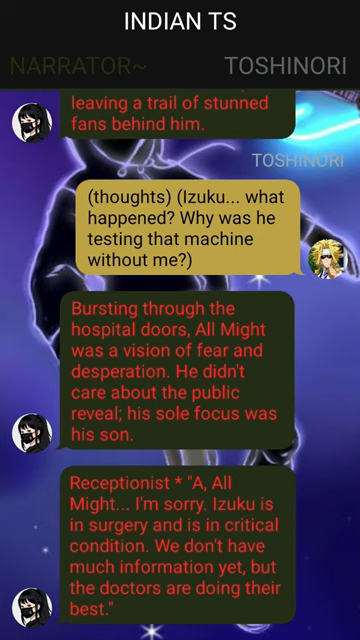 INDIAN TS
NARRATOR~ TOSHINORI
leaving a trail of stunned
fans behind him.
TOSHINORI
(thoughts) (Izuku... what
happened? Why was he
testing that machine
without me?)
Bursting through the
hospital doors, All Might
was a vision of fear and
desperation. He didn't
care about the public
reveal; his sole focus was
his son.
Receptionist * "A, All
Might... I'm sorry. Izuku is
in surgery and is in critical
condition. We don't have
much information yet, but
the doctors are doing their
best."